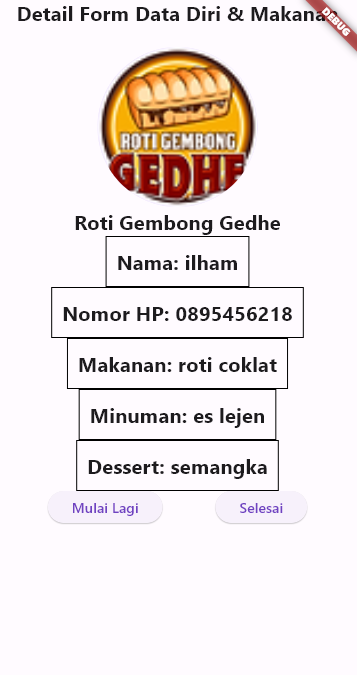 Detail Form Data Diri & Makanan
DEBUG
ROTI GEMBONG
GEDHE
Roti Gembong Gedhe
Nama: ilham
Nomor HP: 0895456218
Makanan: roti coklat
Minuman: es lejen
Dessert: semangka
Mulai Lagi
Selesai